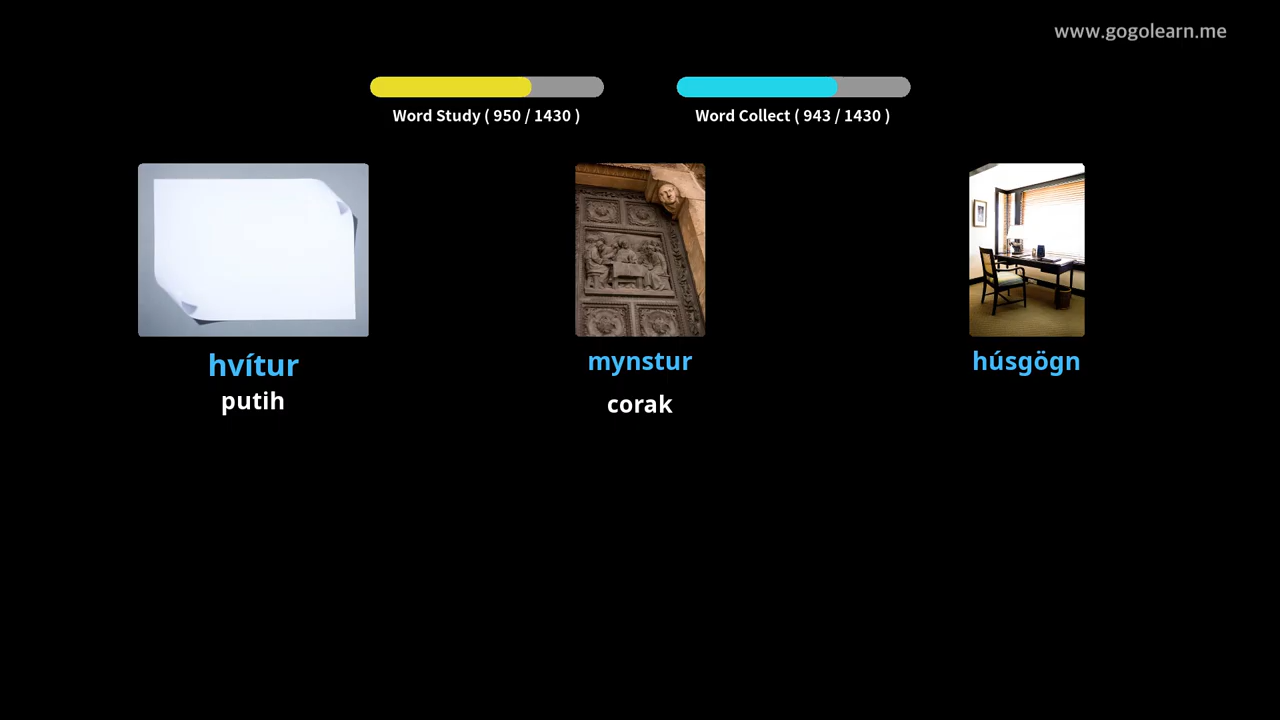 www.gogolearn.me
Word Study ( 950 / 1430 )
Word Collect ( 943 / 1430 )
hvítur
putih
mynstur
corak
húsgögn